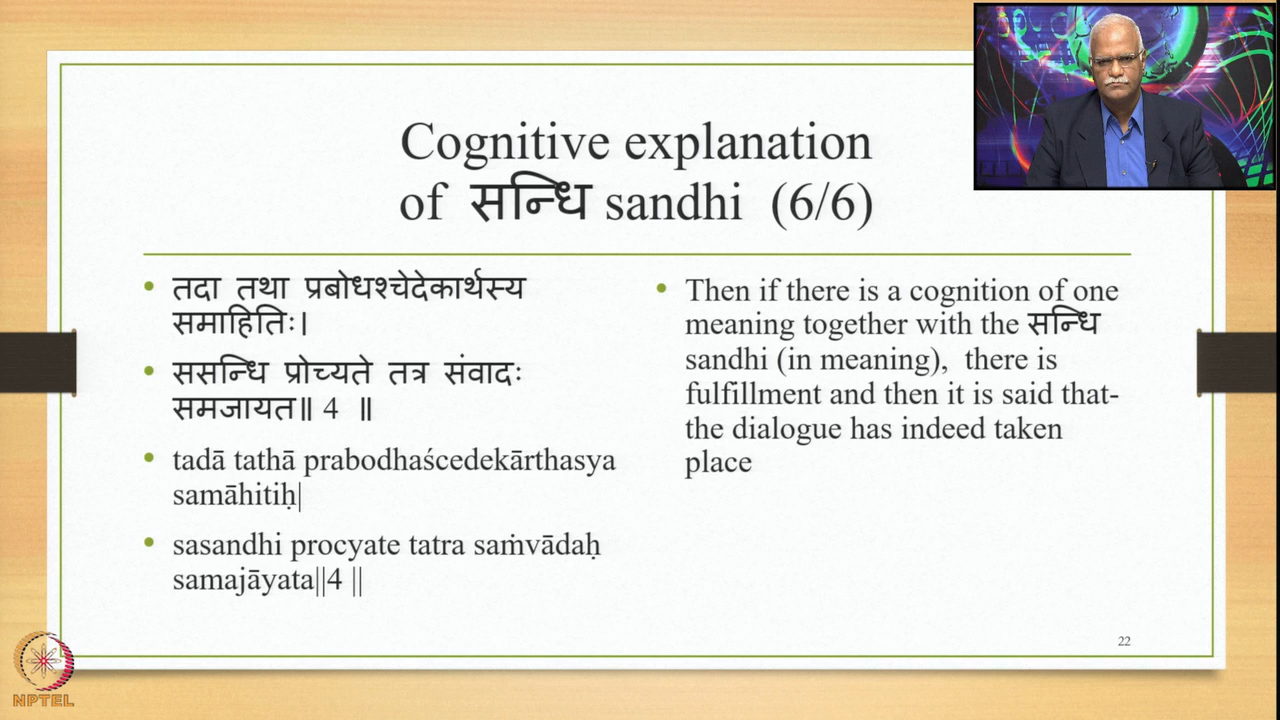 Cognitive explanation
of सन्धि sandhi (6/6)
• तदा तथा प्रबोधश्चेदेकार्थस्य
समाहितिः।
• ससन्धि प्रोच्यते तत्र संवादः
समजायत॥ 4 ॥
• tadā tathā prabodhaścedekārthasya
samāhitiḥ|
• sasandhi procyate tatra saṁvādaḥ
samajāyata||4 ||
• Then if there is a cognition of one
meaning together with the सन्धि
sandhi (in meaning), there is
fulfillment and then it is said that-
the dialogue has indeed taken
place
22
NPTEL